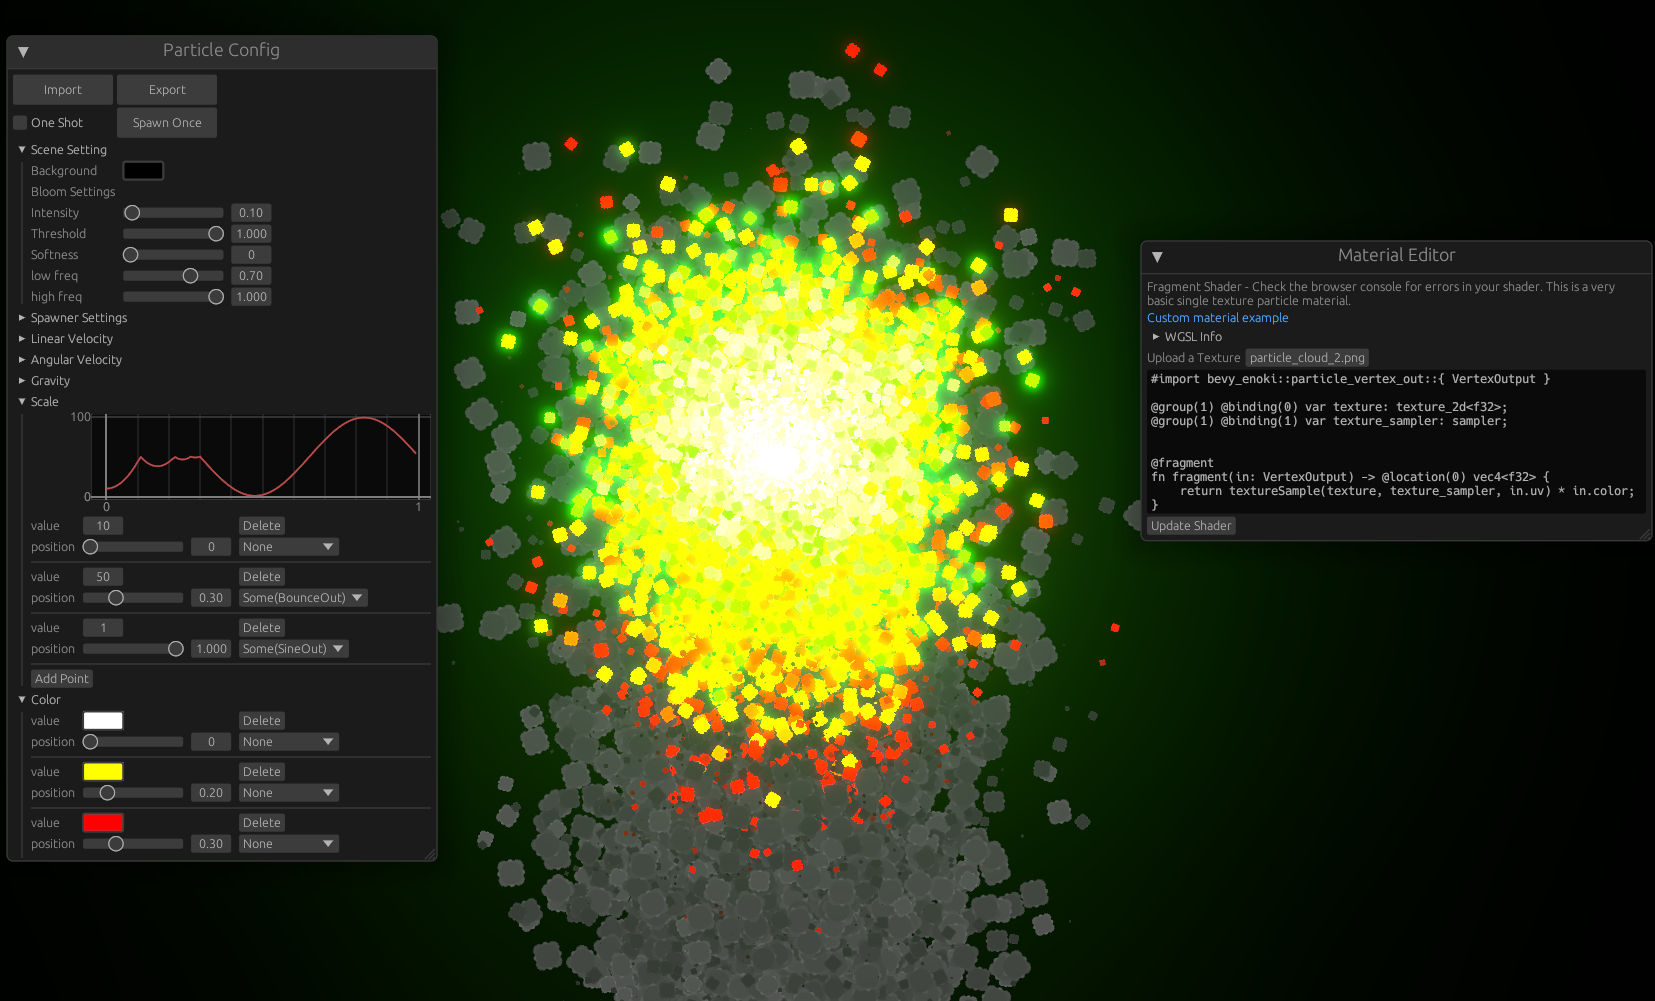 Particle Config
Import Export
One Shot Spawn Once
Scene Setting
Background
Bloom Settings
Intensity 0.10
Threshold 1.000
Softness 0
low freq 0.70
high freq 1.000
Spawner Settings
Linear Velocity
Angular Velocity
Gravity
Scale
100
0
0 1
value 10 Delete
position 0 None
value 50 Delete
position 0.30 Some(BounceOut)
value 1 Delete
position 1.000 Some(SineOut)
Add Point
Color
value Delete
position 0 None
value Delete
position 0.20 None
value Delete
position 0.30 None
Material Editor
Fragment Shader - Check the browser console for errors in your shader. This is a very
basic single texture particle material.
Custom material example
WGSL Info
Upload a Texture particle_cloud_2.png
#import bevy_enoki::particle_vertex_out::{ VertexOutput }
@group(1) @binding(0) var texture: texture_2d<f32>;
@group(1) @binding(1) var texture_sampler: sampler;
@fragment
fn fragment(in: VertexOutput) -> @location(0) vec4<f32> {
    return textureSample(texture, texture_sampler, in.uv) * in.color;
}
Update Shader